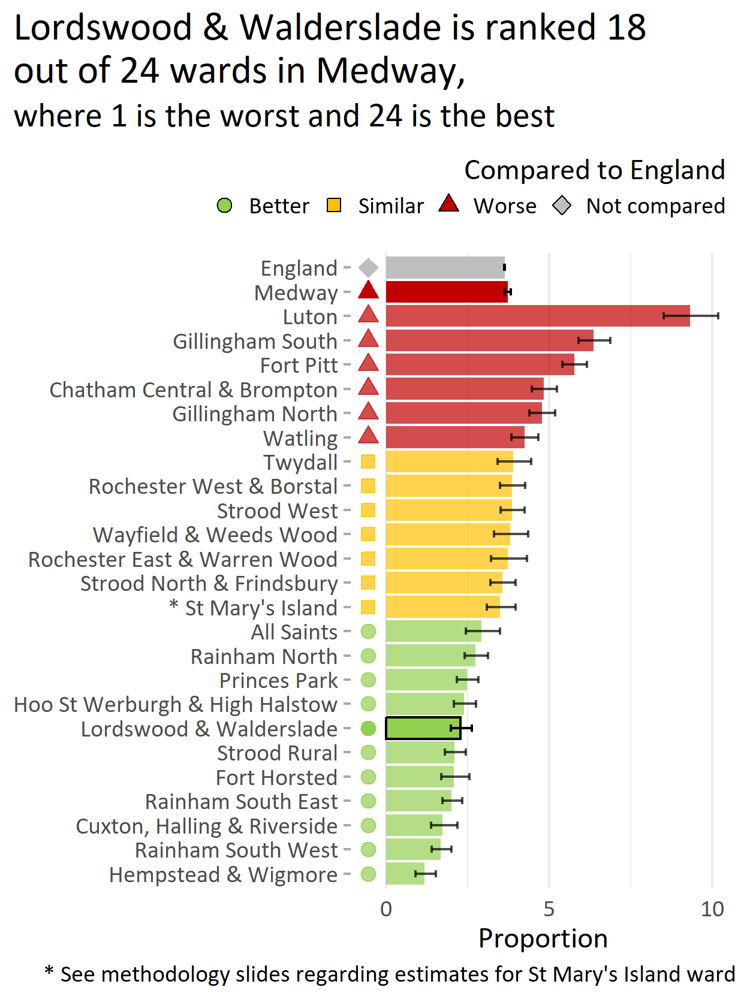 Lordswood & Walderslade is ranked 18
out of 24 wards in Medway,
where 1 is the worst and 24 is the best
Compared to England
Better Similar Worse Not compared
England
Medway
Luton
Gillingham South
Fort Pitt
Chatham Central & Brompton
Gillingham North
Watling
Twydall
Rochester West & Borstal
Strood West
Wayfield & Weeds Wood
Rochester East & Warren Wood
Strood North & Frindsbury
* St Mary's Island
All Saints
Rainham North
Princes Park
Hoo St Werburgh & High Halstow
Lordswood & Walderslade
Strood Rural
Fort Horsted
Rainham South East
Cuxton, Halling & Riverside
Rainham South West
Hempstead & Wigmore
0 5 10
Proportion
* See methodology slides regarding estimates for St Mary's Island ward